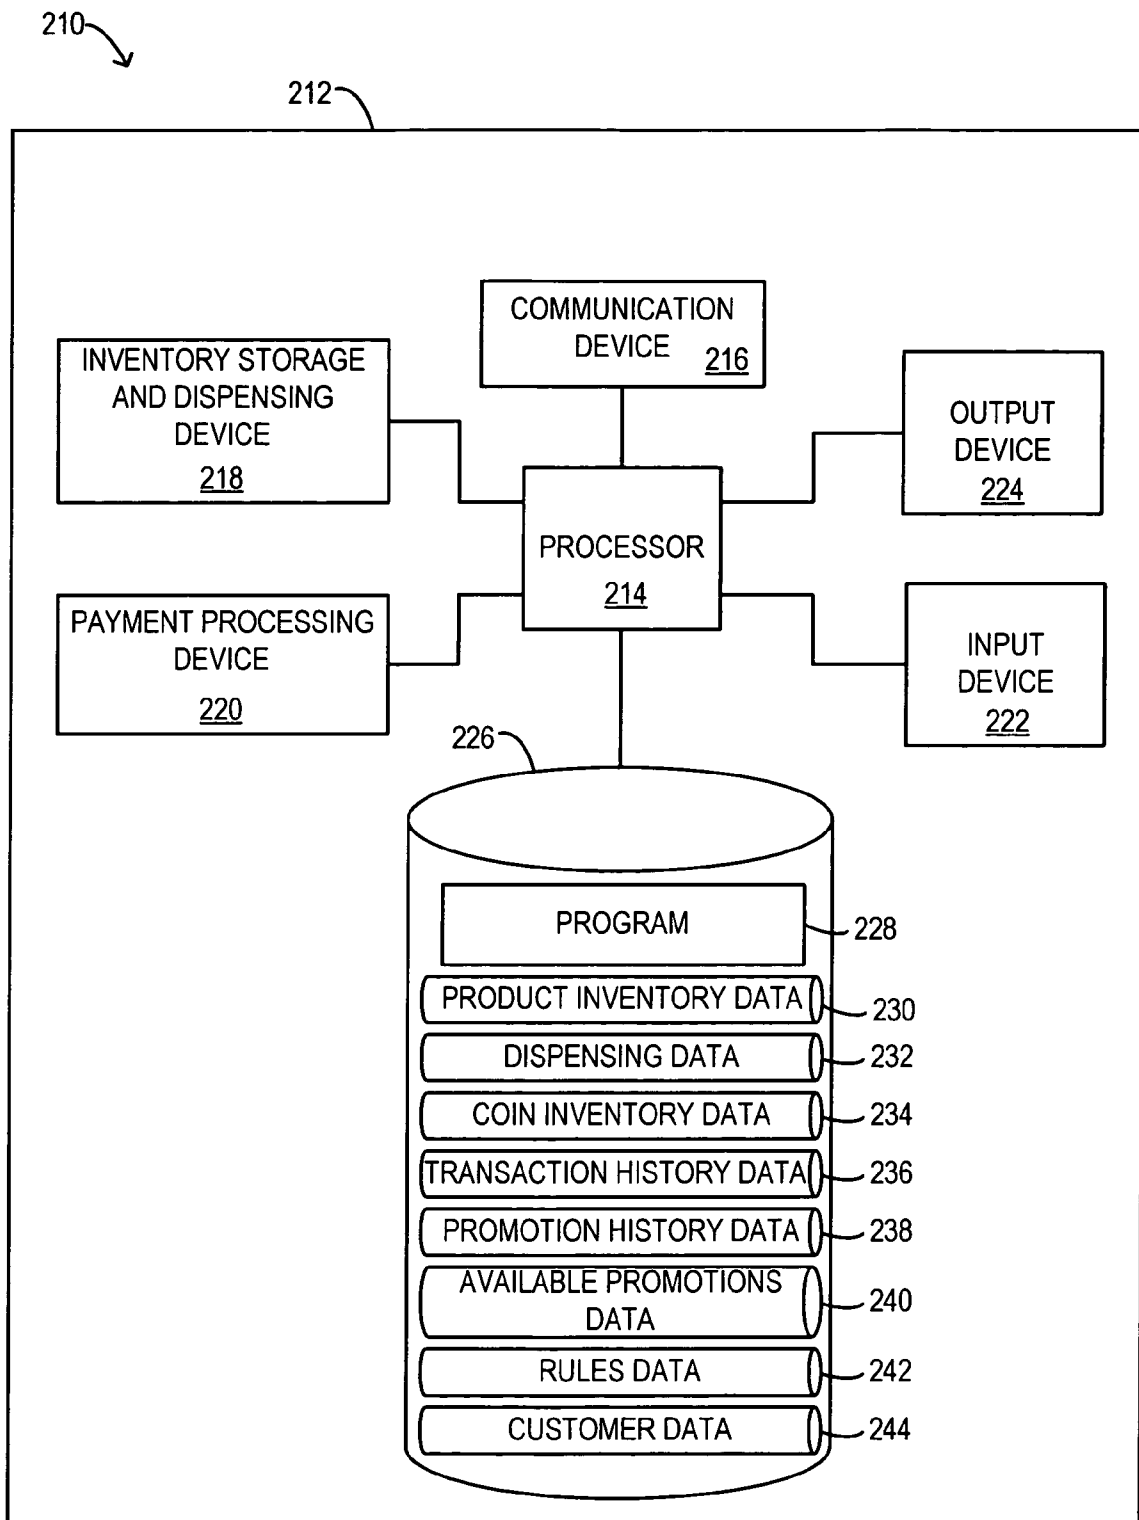 210
212
COMMUNICATION
DEVICE
216
INVENTORY STORAGE
AND DISPENSING
DEVICE
218
OUTPUT
DEVICE
224
PROCESSOR
214
PAYMENT PROCESSING
DEVICE
220
INPUT
DEVICE
222
226
PROGRAM
228
PRODUCT INVENTORY DATA
230
DISPENSING DATA
232
COIN INVENTORY DATA
234
TRANSACTION HISTORY DATA
236
PROMOTION HISTORY DATA
238
AVAILABLE PROMOTIONS
DATA
240
RULES DATA
242
CUSTOMER DATA
244